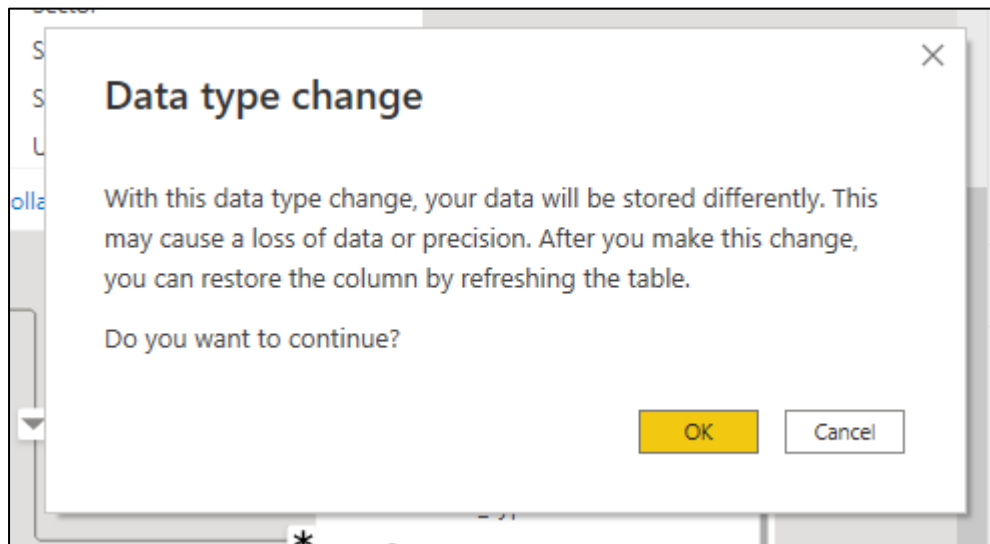 S
S
U
olla
Data type change
With this data type change, your data will be stored differently. This
may cause a loss of data or precision. After you make this change,
you can restore the column by refreshing the table.
Do you want to continue?
OK
Cancel
*